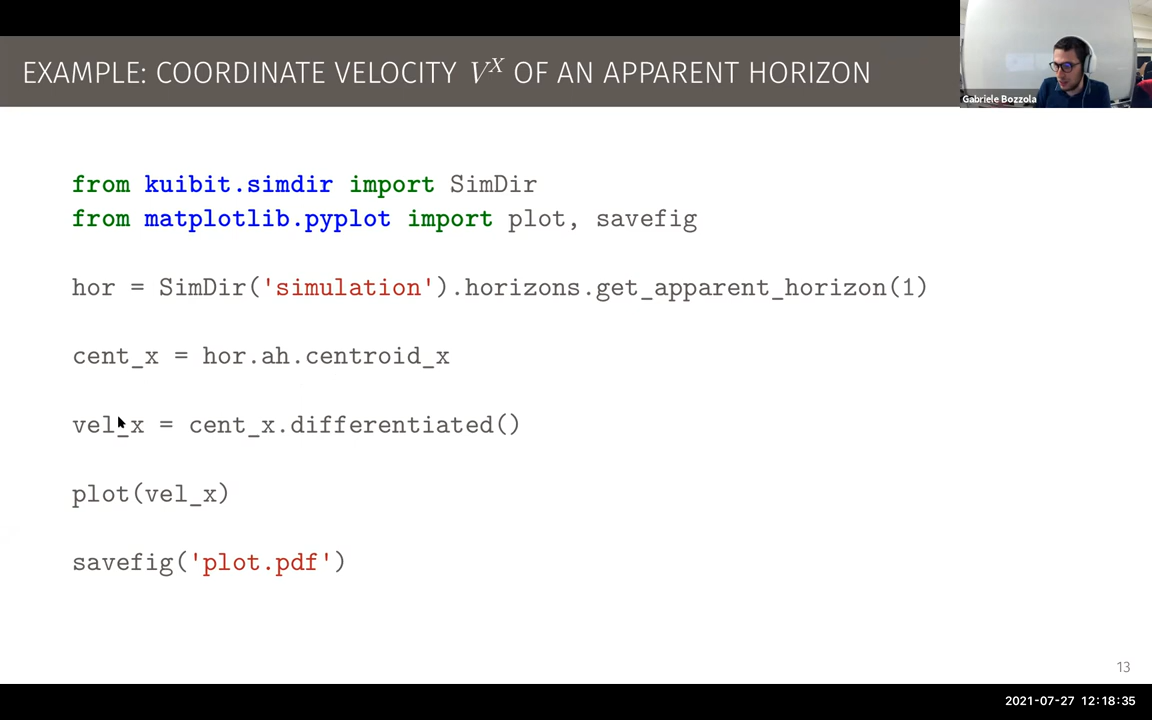 EXAMPLE: COORDINATE VELOCITY V^X OF AN APPARENT HORIZON
Gabriele Bozzola
from kuibit.simdir import SimDir
from matplotlib.pyplot import plot, savefig
hor = SimDir('simulation').horizons.get_apparent_horizon(1)
cent_x = hor.ah.centroid_x
vel_x = cent_x.differentiated()
plot(vel_x)
savefig('plot.pdf')
13
2021-07-27 12:18:35